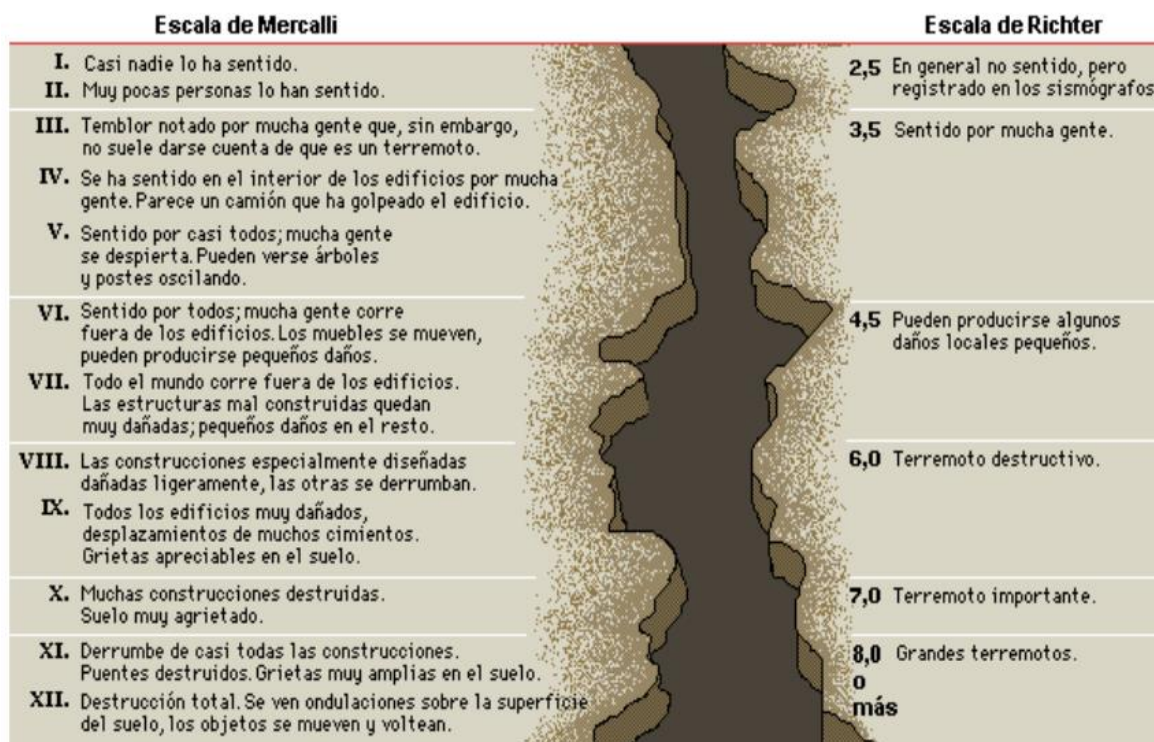 Escala de Mercalli
I. Casi nadie lo ha sentido.
II. Muy pocas personas lo han sentido.
III. Temblor notado por mucha gente que, sin embargo,
no suele darse cuenta de que es un terremoto.
IV. Se ha sentido en el interior de los edificios por mucha
gente. Parece un camión que ha golpeado el edificio.
V. Sentido por casi todos; mucha gente
se despierta. Pueden verse árboles
y postes oscilando.
VI. Sentido por todos; mucha gente corre
fuera de los edificios. Los muebles se mueven,
pueden producirse pequeños daños.
VII. Todo el mundo corre fuera de los edificios.
Las estructuras mal construidas quedan
muy dañadas; pequeños daños en el resto.
VIII. Las construcciones especialmente diseñadas
dañadas ligeramente, las otras se derrumban.
IX. Todos los edificios muy dañados,
desplazamientos de muchos cimientos.
Grietas apreciables en el suelo.
X. Muchas construcciones destruidas.
Suelo muy agrietado.
XI. Derrumbe de casi todas las construcciones.
Puentes destruidos. Grietas muy amplias en el suelo.
XII. Destrucción total. Se ven ondulaciones sobre la superficie
del suelo, los objetos se mueven y voltean.
Escala de Richter
2,5 En general no sentido, pero
registrado en los sismógrafos
3,5 Sentido por mucha gente.
4,5 Pueden producirse algunos
daños locales pequeños.
6,0 Terremoto destructivo.
7,0 Terremoto importante.
8,0 Grandes terremotos.
o
más